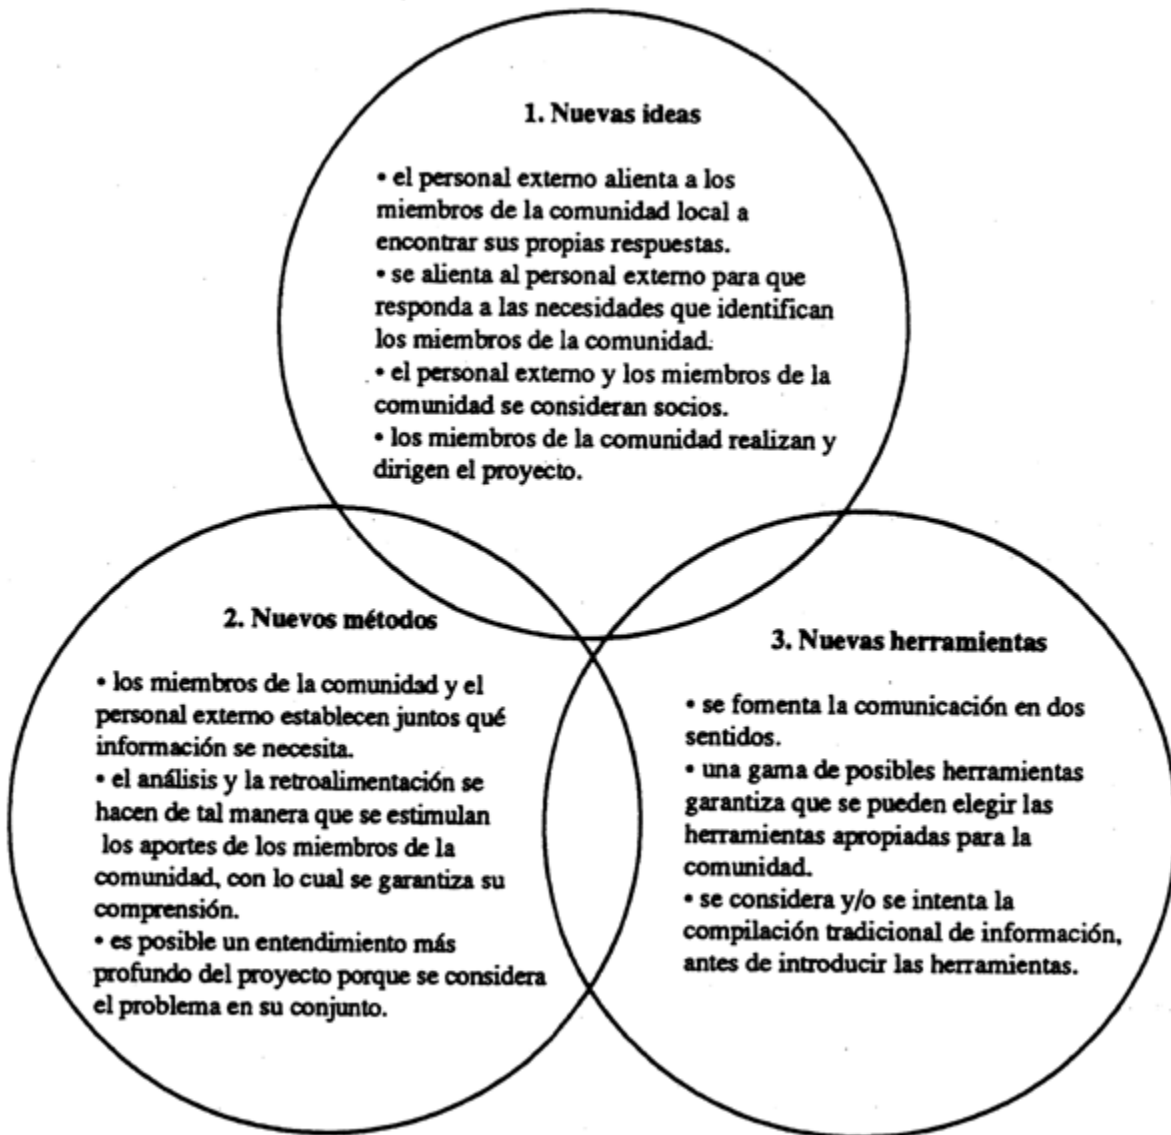 1. Nuevas ideas
• el personal externo alienta a los
miembros de la comunidad local a
encontrar sus propias respuestas.
• se alienta al personal externo para que
responda a las necesidades que identifican
los miembros de la comunidad.
• el personal externo y los miembros de la
comunidad se consideran socios.
• los miembros de la comunidad realizan y
dirigen el proyecto.
2. Nuevos métodos
• los miembros de la comunidad y el
personal externo establecen juntos qué
información se necesita.
• el análisis y la retroalimentación se
hacen de tal manera que se estimulan
los aportes de los miembros de la
comunidad, con lo cual se garantiza su
comprensión.
• es posible un entendimiento más
profundo del proyecto porque se considera
el problema en su conjunto.
3. Nuevas herramientas
• se fomenta la comunicación en dos
sentidos.
• una gama de posibles herramientas
garantiza que se pueden elegir las
herramientas apropiadas para la
comunidad.
• se considera y/o se intenta la
compilación tradicional de información,
antes de introducir las herramientas.